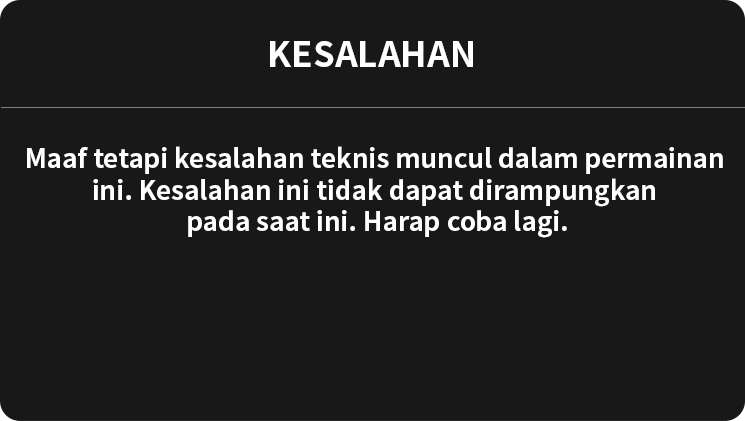 KESALAHAN
Maaf tetapi kesalahan teknis muncul dalam permainan
ini. Kesalahan ini tidak dapat dirampungkan
pada saat ini. Harap coba lagi.